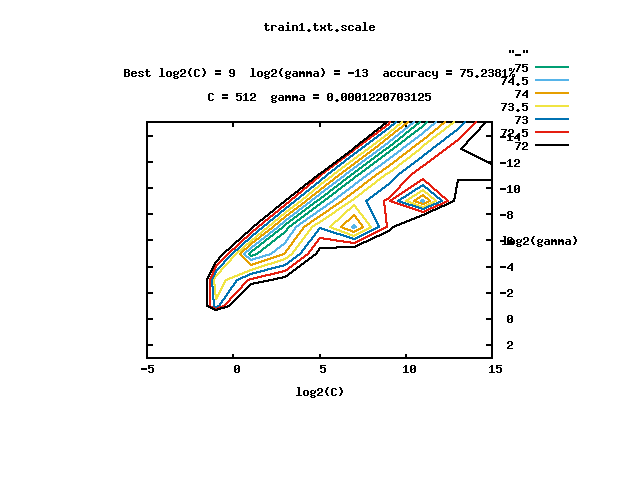 train1.txt.scale
"-"
Best log2(C) = 9  log2(gamma) = -13  accuracy = 75.2381%
C = 512  gamma = 0.0001220703125
75
74.5
74
73.5
73
72.5
72
-14
-12
-10
-8
-6
log2(gamma)
-4
-2
0
2
-5 0 5 10 15
log2(C)